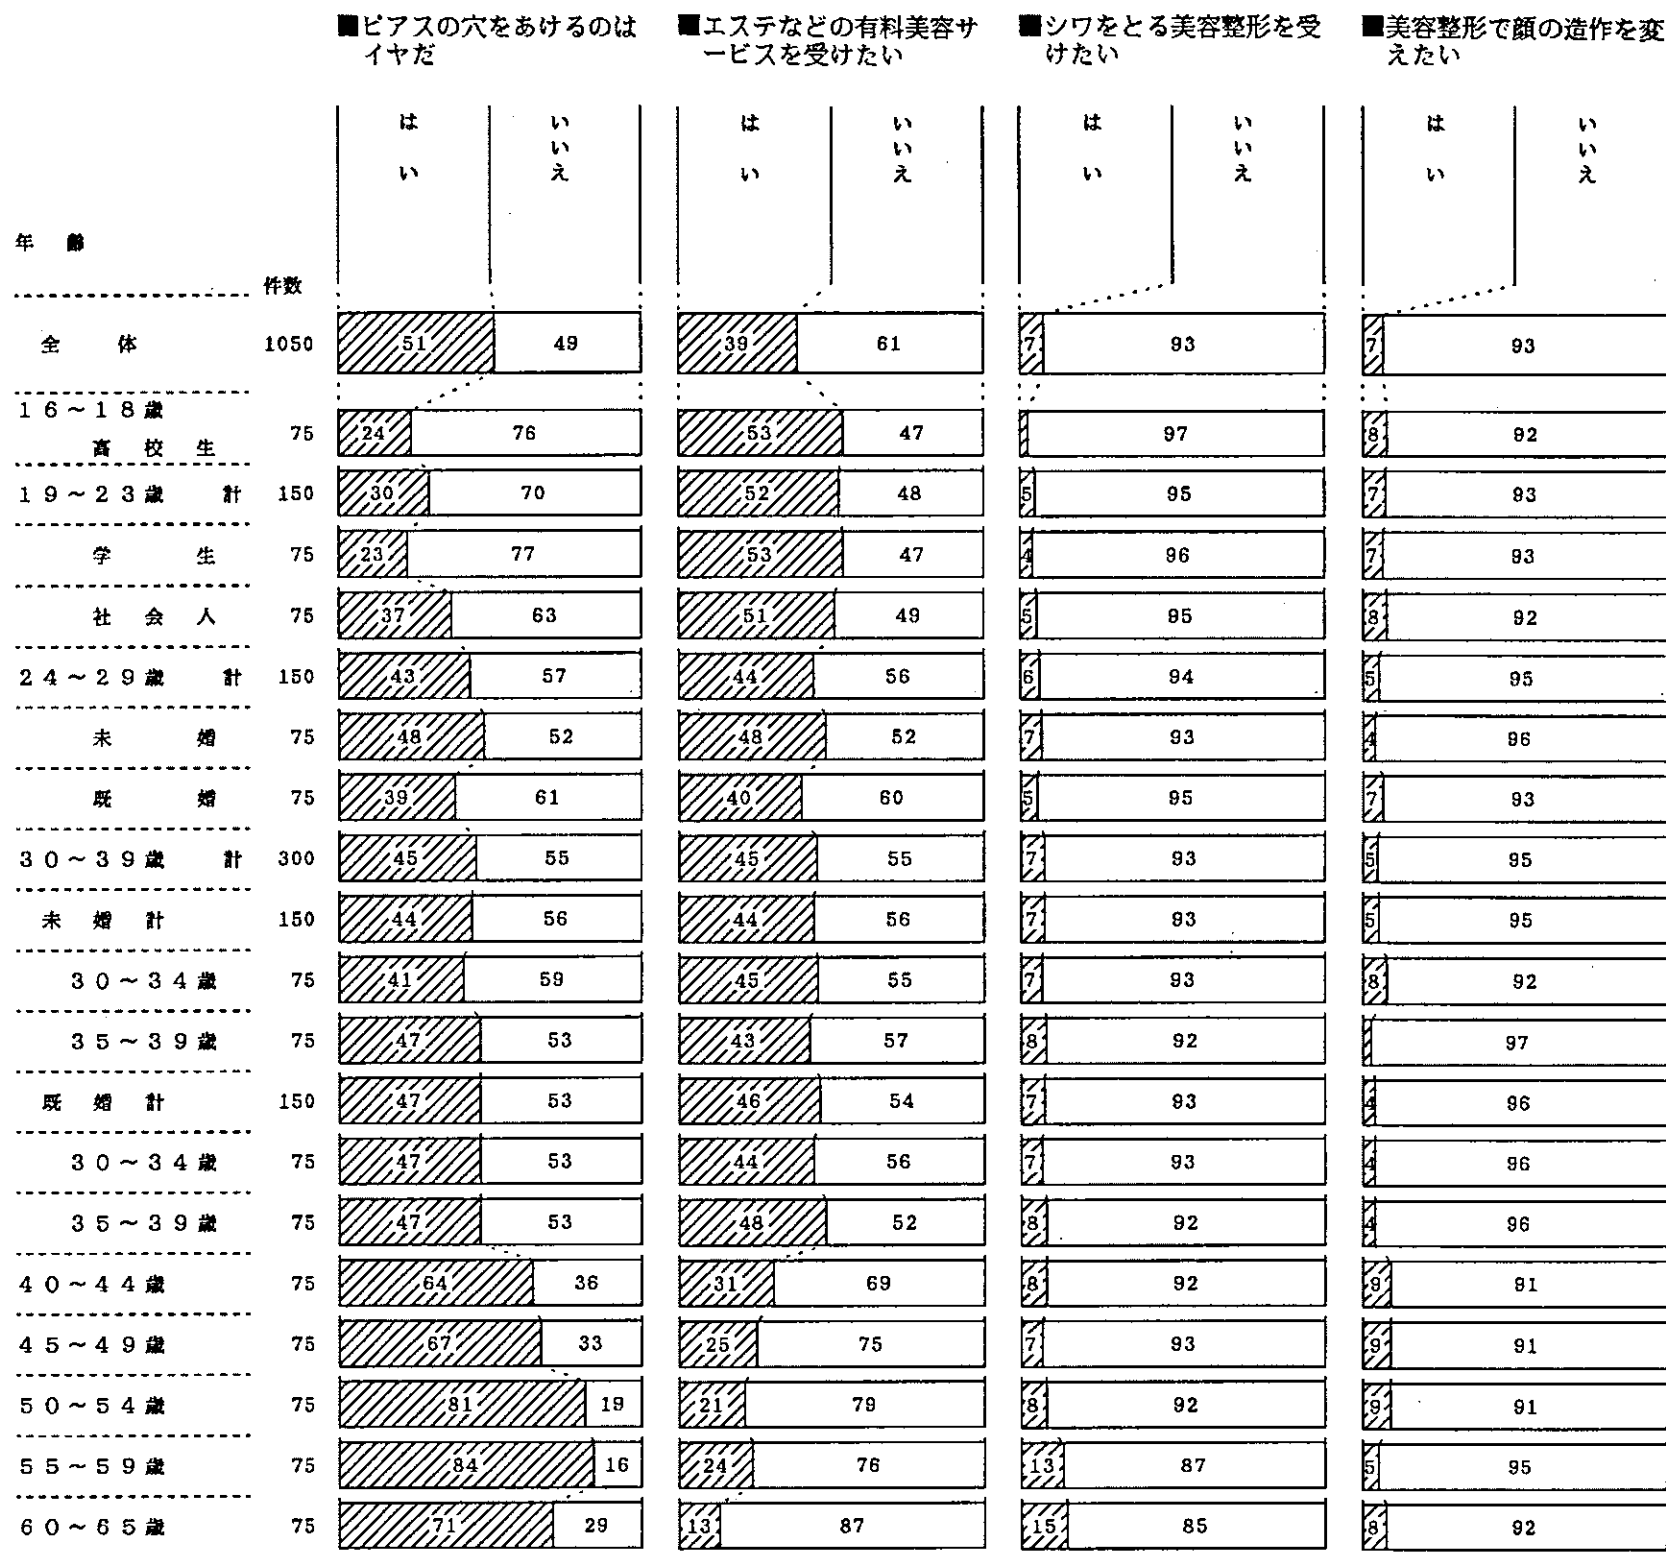 ■ピアスの穴をあけるのは
イヤだ
■エステなどの有料美容サ
ービスを受けたい
■シワをとる美容整形を受
けたい
■美容整形で顔の造作を変
えたい
はい いいえ はい いいえ はい いいえ はい いいえ
年 齢
件数
全 体 1050 51 49 39 61 7 93 7 93
16~18歳
高 校 生 75 24 76 53 47 97 8 92
19~23歳 計 150 30 70 52 48 5 95 7 93
学 生 75 23 77 53 47 4 96 7 93
社 会 人 75 37 63 51 49 5 95 8 92
24~29歳 計 150 43 57 44 56 6 94 5 95
未 婚 75 48 52 48 52 7 93 4 96
既 婚 75 39 61 40 60 5 95 7 93
30~39歳 計 300 45 55 45 55 7 93 5 95
未 婚 計 150 44 56 44 56 7 93 5 95
30~34歳 75 41 59 45 55 7 93 8 92
35~39歳 75 47 53 43 57 8 92 97
既 婚 計 150 47 53 46 54 7 93 4 96
30~34歳 75 47 53 44 56 7 93 4 96
35~39歳 75 47 53 48 52 8 92 4 96
40~44歳 75 64 36 31 69 8 92 9 91
45~49歳 75 67 33 25 75 7 93 9 91
50~54歳 75 81 19 21 79 8 92 9 91
55~59歳 75 84 16 24 76 13 87 5 95
60~65歳 75 71 29 13 87 15 85 8 92